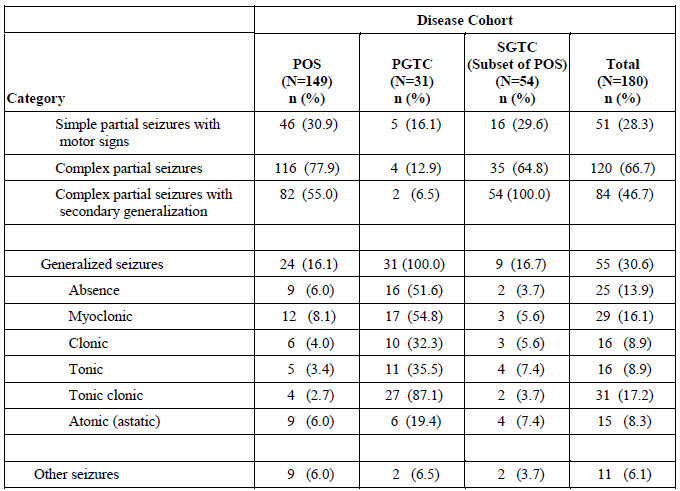 Disease Cohort
Category
POS
(N=149)
n (%)
PGTC
(N=31)
n (%)
SGTC
(Subset of POS)
(N=54)
n (%)
Total
(N=180)
n (%)
Simple partial seizures with
motor signs
46 (30.9)
5 (16.1)
16 (29.6)
51 (28.3)
Complex partial seizures
116 (77.9)
4 (12.9)
35 (64.8)
120 (66.7)
Complex partial seizures with
secondary generalization
82 (55.0)
2 (6.5)
54 (100.0)
84 (46.7)
Generalized seizures
24 (16.1)
31 (100.0)
9 (16.7)
55 (30.6)
Absence
9 (6.0)
16 (51.6)
2 (3.7)
25 (13.9)
Myoclonic
12 (8.1)
17 (54.8)
3 (5.6)
29 (16.1)
Clonic
6 (4.0)
10 (32.3)
3 (5.6)
16 (8.9)
Tonic
5 (3.4)
11 (35.5)
4 (7.4)
16 (8.9)
Tonic clonic
4 (2.7)
27 (87.1)
2 (3.7)
31 (17.2)
Atonic (astatic)
9 (6.0)
6 (19.4)
4 (7.4)
15 (8.3)
Other seizures
9 (6.0)
2 (6.5)
2 (3.7)
11 (6.1)